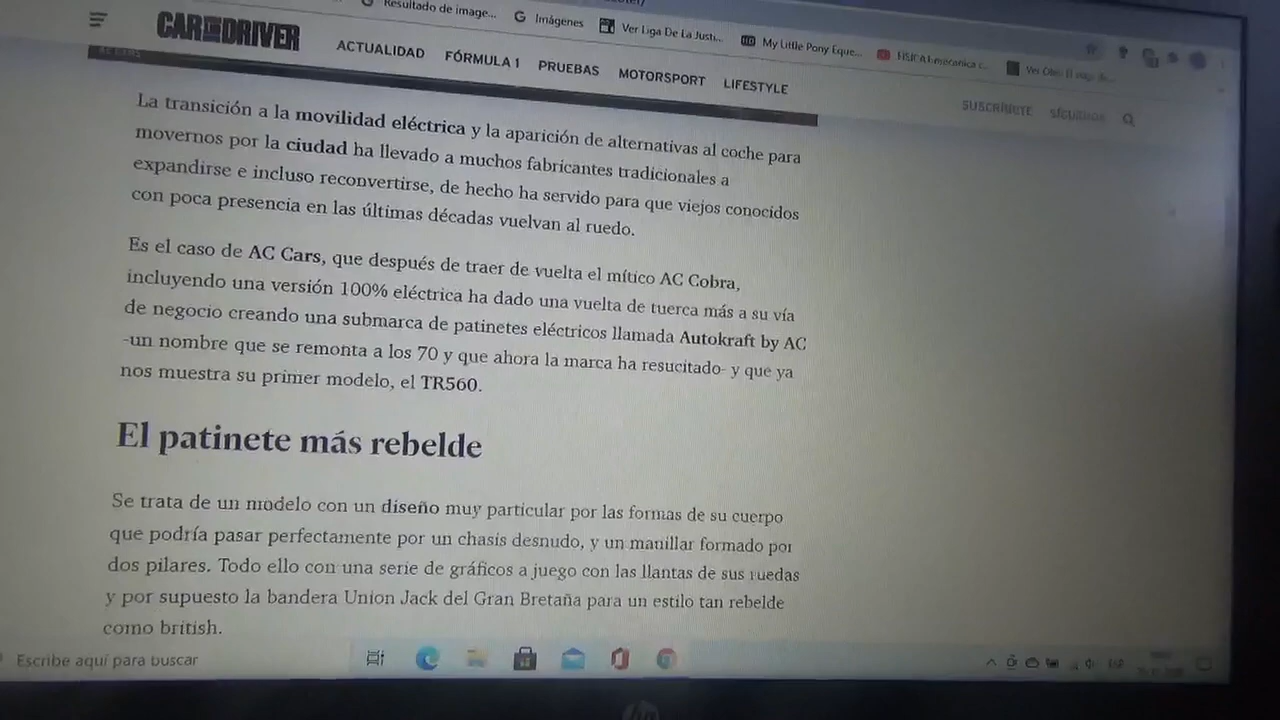 Resultado de image...
Imágenes
Ver Liga De La Justi...
My Little Pony Eque...
CAR AND DRIVER
ACTUALIDAD
FÓRMULA 1
PRUEBAS
MOTORSPORT
LIFESTYLE
SUSCRÍBETE
SÍGUENOS
AC CARS
La transición a la movilidad eléctrica y la aparición de alternativas al coche para
movernos por la ciudad ha llevado a muchos fabricantes tradicionales a
expandirse e incluso reconvertirse, de hecho ha servido para que viejos conocidos
con poca presencia en las últimas décadas vuelvan al ruedo.
Es el caso de AC Cars, que después de traer de vuelta el mítico AC Cobra,
incluyendo una versión 100% eléctrica ha dado una vuelta de tuerca más a su vía
de negocio creando una submarca de patinetes eléctricos llamada Autokraft by AC
-un nombre que se remonta a los 70 y que ahora la marca ha resucitado- y que ya
nos muestra su primer modelo, el TR560.
El patinete más rebelde
Se trata de un modelo con un diseño muy particular por las formas de su cuerpo
que podría pasar perfectamente por un chasis desnudo, y un manillar formado por
dos pilares. Todo ello con una serie de gráficos a juego con las llantas de sus ruedas
y por supuesto la bandera Union Jack del Gran Bretaña para un estilo tan rebelde
como british.
Escribe aquí para buscar
ESP
hp